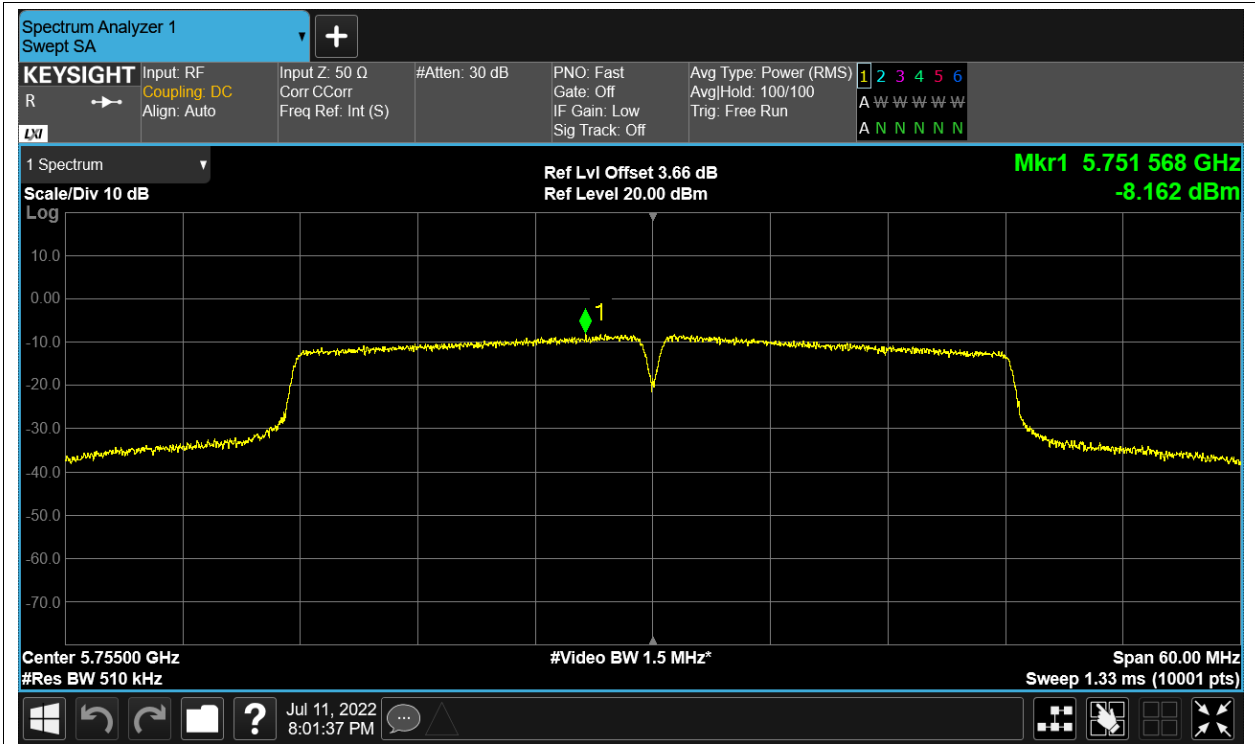 Spectrum Analyzer 1
Swept SA
+
KEYSIGHT Input: RF Input Z: 50 Ω #Atten: 30 dB PNO: Fast Avg Type: Power (RMS) 1 2 3 4 5 6
R Coupling: DC Corr CCorr Gate: Off Avg|Hold: 100/100 A W W W W W
Align: Auto Freq Ref: Int (S) IF Gain: Low Trig: Free Run
LXI Sig Track: Off A N N N N N
1 Spectrum Ref Lvl Offset 3.66 dB Mkr1 5.751 568 GHz
Scale/Div 10 dB Ref Level 20.00 dBm -8.162 dBm
Log
10.0
0.00
1
-10.0
-20.0
-30.0
-40.0
-50.0
-60.0
-70.0
Center 5.75500 GHz #Video BW 1.5 MHz* Span 60.00 MHz
#Res BW 510 kHz Sweep 1.33 ms (10001 pts)
? Jul 11, 2022
8:01:37 PM